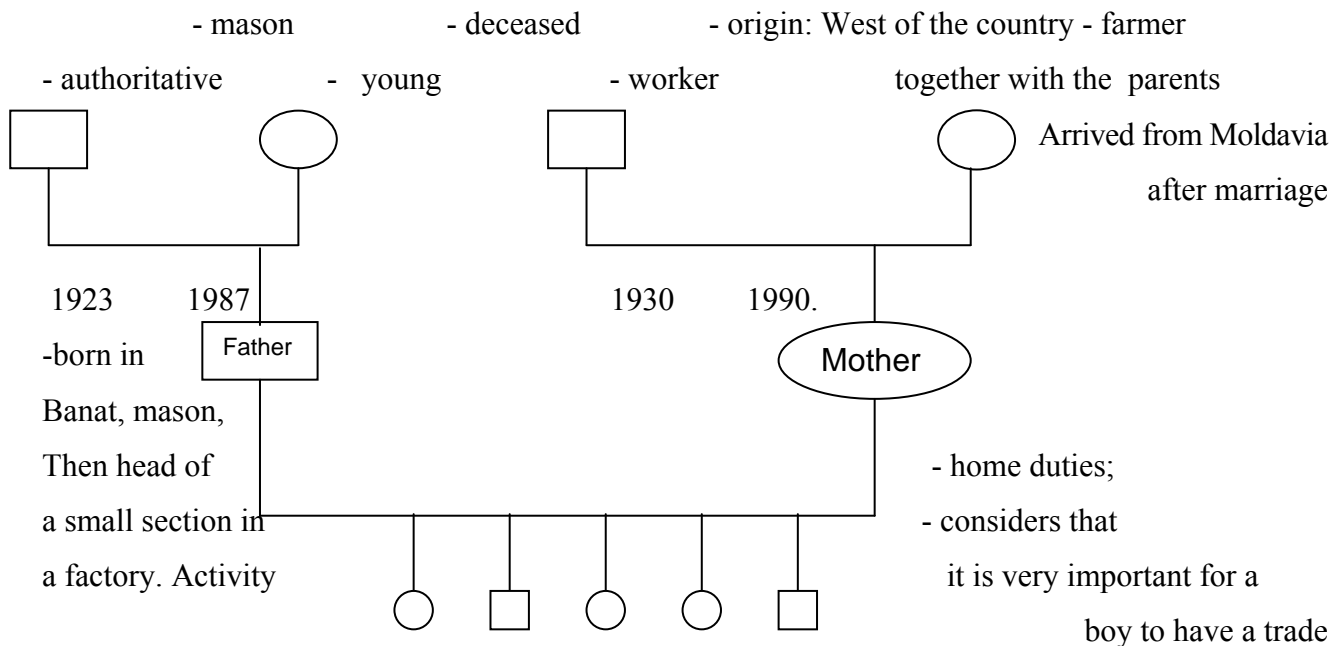 - mason - deceased - origin: West of the country - farmer
- authoritative - young - worker together with the parents
Arrived from Moldavia
after marriage
1923 1987 1930 1990.
-born in Father Mother
Banat, mason,
Then head of - home duties;
a small section in - considers that
a factory. Activity it is very important for a
boy to have a trade